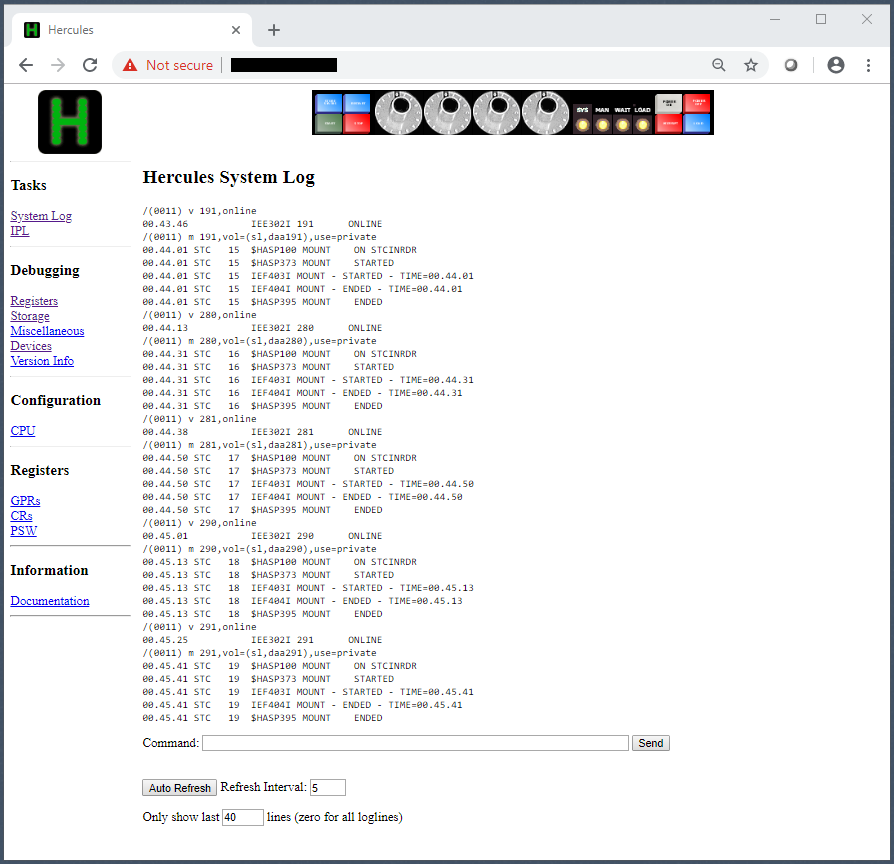 Hercules
Not secure
SYS MAN WAIT LOAD
Tasks
System Log
IPL
Debugging
Registers
Storage
Miscellaneous
Devices
Version Info
Configuration
CPU
Registers
GPRs
CRs
PSW
Information
Documentation
Hercules System Log
/(0011) v 191,online
00.43.46           IEE302I 191      ONLINE
/(0011) m 191,vol=(sl,daa191),use=private
00.44.01 STC   15  $HASP100 MOUNT    ON STCINRDR
00.44.01 STC   15  $HASP373 MOUNT    STARTED
00.44.01 STC   15  IEF403I MOUNT - STARTED - TIME=00.44.01
00.44.01 STC   15  IEF404I MOUNT - ENDED - TIME=00.44.01
00.44.01 STC   15  $HASP395 MOUNT    ENDED
/(0011) v 280,online
00.44.13           IEE302I 280      ONLINE
/(0011) m 280,vol=(sl,daa280),use=private
00.44.31 STC   16  $HASP100 MOUNT    ON STCINRDR
00.44.31 STC   16  $HASP373 MOUNT    STARTED
00.44.31 STC   16  IEF403I MOUNT - STARTED - TIME=00.44.31
00.44.31 STC   16  IEF404I MOUNT - ENDED - TIME=00.44.31
00.44.31 STC   16  $HASP395 MOUNT    ENDED
/(0011) v 281,online
00.44.38           IEE302I 281      ONLINE
/(0011) m 281,vol=(sl,daa281),use=private
00.44.50 STC   17  $HASP100 MOUNT    ON STCINRDR
00.44.50 STC   17  $HASP373 MOUNT    STARTED
00.44.50 STC   17  IEF403I MOUNT - STARTED - TIME=00.44.50
00.44.50 STC   17  IEF404I MOUNT - ENDED - TIME=00.44.50
00.44.50 STC   17  $HASP395 MOUNT    ENDED
/(0011) v 290,online
00.45.01           IEE302I 290      ONLINE
/(0011) m 290,vol=(sl,daa290),use=private
00.45.13 STC   18  $HASP100 MOUNT    ON STCINRDR
00.45.13 STC   18  $HASP373 MOUNT    STARTED
00.45.13 STC   18  IEF403I MOUNT - STARTED - TIME=00.45.13
00.45.13 STC   18  IEF404I MOUNT - ENDED - TIME=00.45.13
00.45.13 STC   18  $HASP395 MOUNT    ENDED
/(0011) v 291,online
00.45.25           IEE302I 291      ONLINE
/(0011) m 291,vol=(sl,daa291),use=private
00.45.41 STC   19  $HASP100 MOUNT    ON STCINRDR
00.45.41 STC   19  $HASP373 MOUNT    STARTED
00.45.41 STC   19  IEF403I MOUNT - STARTED - TIME=00.45.41
00.45.41 STC   19  IEF404I MOUNT - ENDED - TIME=00.45.41
00.45.41 STC   19  $HASP395 MOUNT    ENDED
Command: Send
Auto Refresh Refresh Interval: 5
Only show last 40 lines (zero for all loglines)